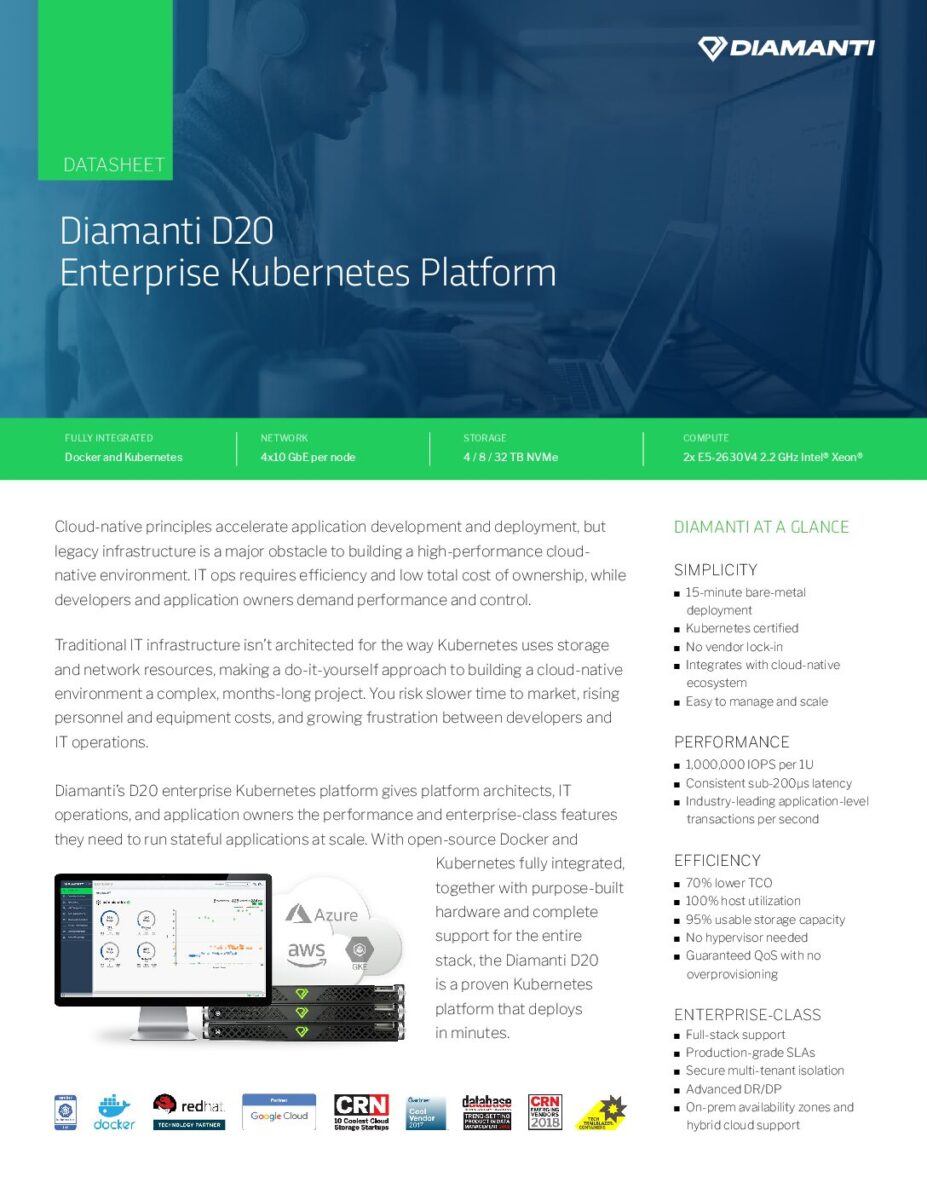 DIAMANTI
DATASHEET
Diamanti D20
Enterprise Kubernetes Platform
FULLY INTEGRATED
Docker and Kubernetes
NETWORK
4x10 GbE per node
STORAGE
4 / 8 / 32 TB NVMe
COMPUTE
2x E5-2630V4 2.2 GHz Intel® Xeon®
Cloud-native principles accelerate application development and deployment, but
legacy infrastructure is a major obstacle to building a high-performance cloud-
native environment. IT ops requires efficiency and low total cost of ownership, while
developers and application owners demand performance and control.
Traditional IT infrastructure isn't architected for the way Kubernetes uses storage
and network resources, making a do-it-yourself approach to building a cloud-native
environment a complex, months-long project. You risk slower time to market, rising
personnel and equipment costs, and growing frustration between developers and
IT operations.
Diamanti's D20 enterprise Kubernetes platform gives platform architects, IT
operations, and application owners the performance and enterprise-class features
they need to run stateful applications at scale. With open-source Docker and
Kubernetes fully integrated,
together with purpose-built
hardware and complete
support for the entire
stack, the Diamanti D20
is a proven Kubernetes
platform that deploys
in minutes.
DIAMANTI
Azure
aws
GKE
DIAMANTI AT A GLANCE
SIMPLICITY
■ 15-minute bare-metal
deployment
■ Kubernetes certified
■ No vendor lock-in
■ Integrates with cloud-native
ecosystem
■ Easy to manage and scale
PERFORMANCE
■ 1,000,000 IOPS per 1U
■ Consistent sub-200µs latency
■ Industry-leading application-level
transactions per second
EFFICIENCY
■ 70% lower TCO
■ 100% host utilization
■ 95% usable storage capacity
■ No hypervisor needed
■ Guaranteed QoS with no
overprovisioning
ENTERPRISE-CLASS
■ Full-stack support
■ Production-grade SLAs
■ Secure multi-tenant isolation
■ Advanced DR/DP
■ On-prem availability zones and
hybrid cloud support
docker
redhat.
TECHNOLOGY PARTNER
Partner
Google Cloud
CRN
10 Coolest Cloud
Storage Startups
Gartner
Cool
Vendor
2017
database
TREND-SETTING
PRODUCTS IN DATA
MANAGEMENT
CRN
EMERGING
VENDORS
2018
TECH
TRAILBLAZER
CONTAINERS